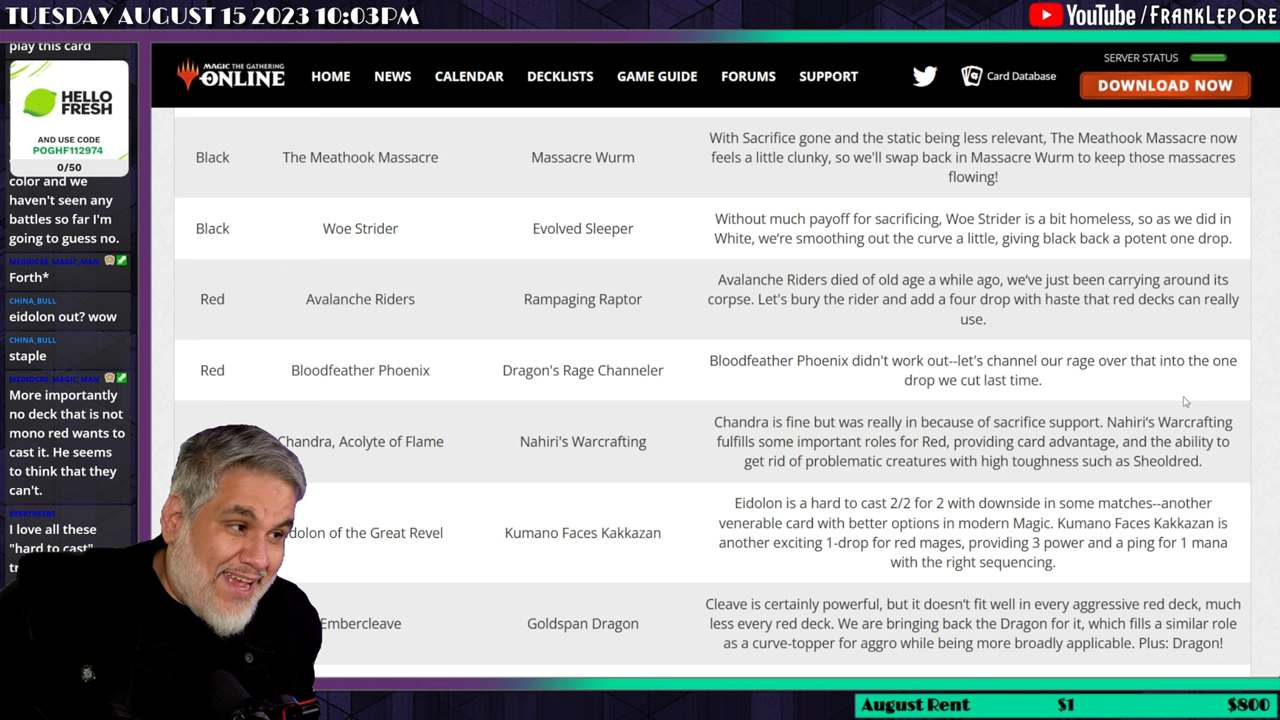 TUESDAY AUGUST 15 2023 10:03PM
YouTube /FRANKLEPORE
play this card
HELLO
FRESH
AND USE CODE
POGHF112974
0/50
color and we
haven't seen any
battles so far I'm
going to guess no.
MEDIOCRE_MAGIC_MAN
Forth*
CHINA_BULL
eidolon out? wow
CHINA_BULL
staple
MEDIOCRE_MAGIC_MAN
More importantly
no deck that is not
mono red wants to
cast it. He seems
to think that they
can't.
I love all these
"hard to cast"
MAGIC THE GATHERING
ONLINE
HOME NEWS CALENDAR DECKLISTS GAME GUIDE FORUMS SUPPORT
Card Database
SERVER STATUS
DOWNLOAD NOW
Black The Meathook Massacre Massacre Wurm
With Sacrifice gone and the static being less relevant, The Meathook Massacre now
feels a little clunky, so we'll swap back in Massacre Wurm to keep those massacres
flowing!
Black Woe Strider Evolved Sleeper
Without much payoff for sacrificing, Woe Strider is a bit homeless, so as we did in
White, we're smoothing out the curve a little, giving black back a potent one drop.
Red Avalanche Riders Rampaging Raptor
Avalanche Riders died of old age a while ago, we've just been carrying around its
corpse. Let's bury the rider and add a four drop with haste that red decks can really
use.
Red Bloodfeather Phoenix Dragon's Rage Channeler
Bloodfeather Phoenix didn't work out--let's channel our rage over that into the one
drop we cut last time.
Chandra, Acolyte of Flame Nahiri's Warcrafting
Chandra is fine but was really in because of sacrifice support. Nahiri's Warcrafting
fulfills some important roles for Red, providing card advantage, and the ability to
get rid of problematic creatures with high toughness such as Sheoldred.
of the Great Revel Kumano Faces Kakkazan
Eidolon is a hard to cast 2/2 for 2 with downside in some matches--another
venerable card with better options in modern Magic. Kumano Faces Kakkazan is
another exciting 1-drop for red mages, providing 3 power and a ping for 1 mana
with the right sequencing.
Embercleave Goldspan Dragon
Cleave is certainly powerful, but it doesn't fit well in every aggressive red deck, much
less every red deck. We are bringing back the Dragon for it, which fills a similar role
as a curve-topper for aggro while being more broadly applicable. Plus: Dragon!
August Rent $1 $800